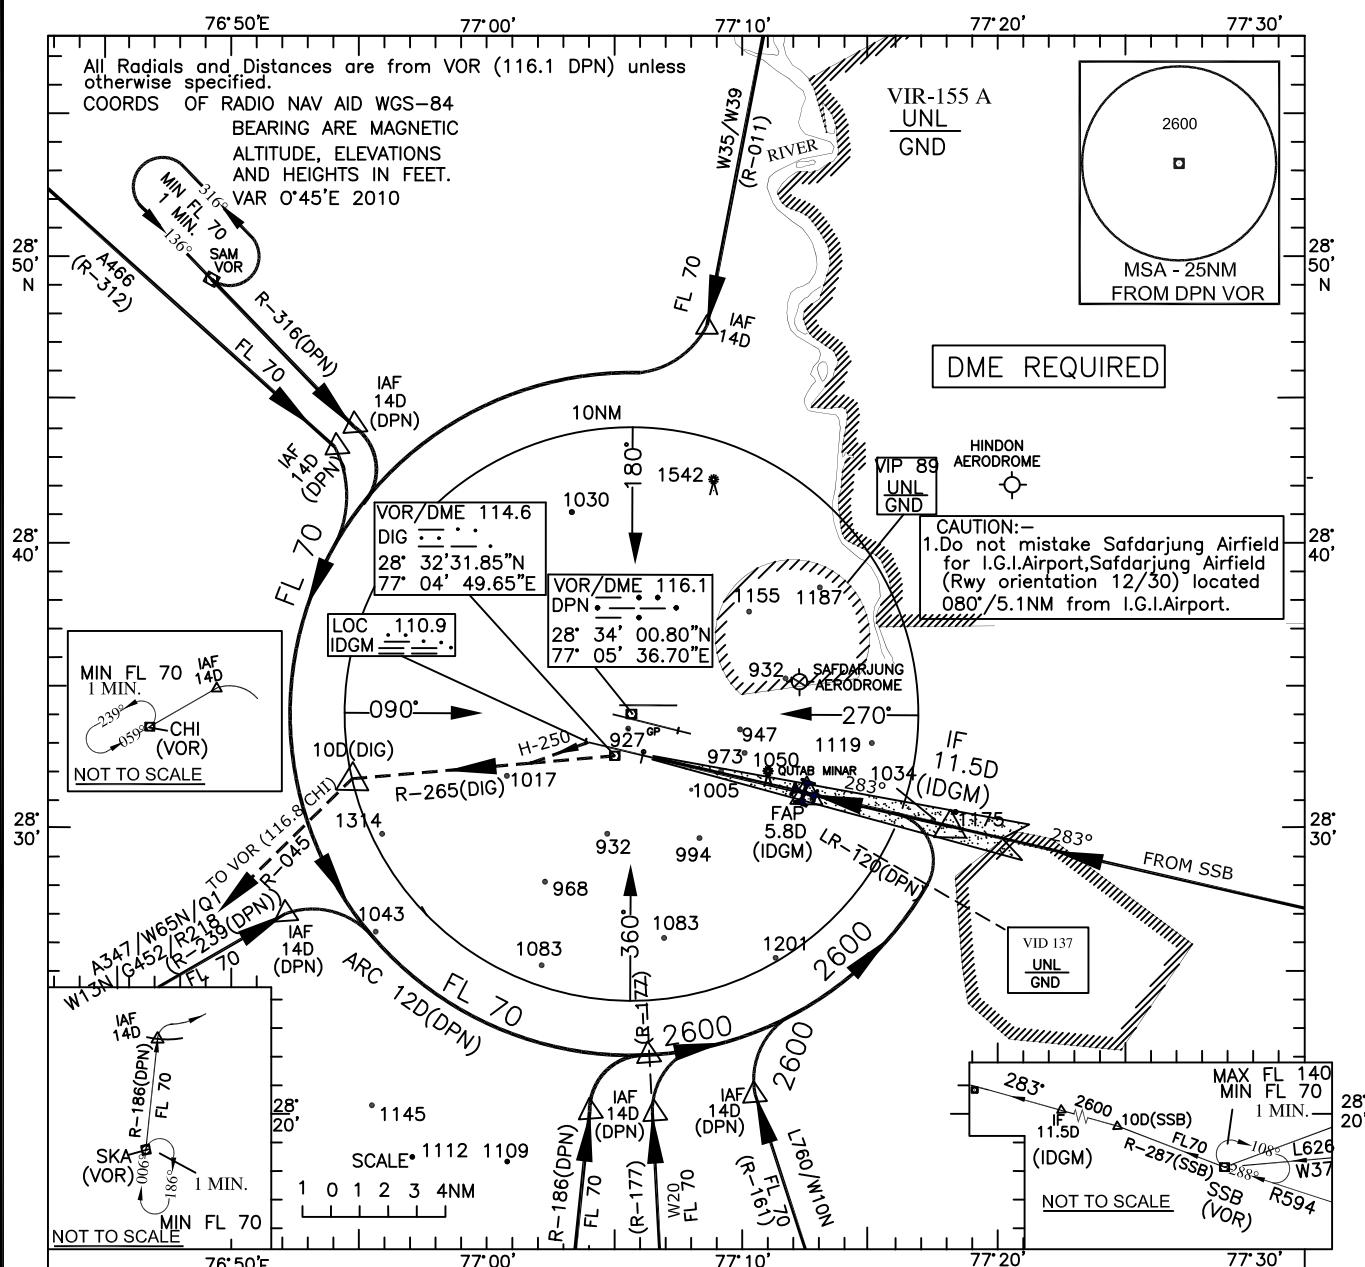 76°50'E
77°00'
77°10'
77°20'
77°30'
All Radials and Distances are from VOR (116.1 DPN) unless
otherwise specified.
COORDS OF RADIO NAV AID WGS-84
BEARING ARE MAGNETIC
ALTITUDE, ELEVATIONS
AND HEIGHTS IN FEET.
VAR 0°45'E 2010
VIR-155 A
UNL
GND
RIVER
W35/W39
(R-011)
FL 70
IAF
14D
2600
MSA - 25NM
FROM DPN VOR
28°
50'
N
28°
50'
N
MIN FL 70
1 MIN.
316°
136°
SAM
VOR
A466
(R-312)
FL 70
R-316(DPN)
IAF
14D
(DPN)
IAF
14D
(DPN)
DME REQUIRED
10NM
180°
1542
1030
HINDON
AERODROME
VIP 89
UNL
GND
CAUTION:-
1.Do not mistake Safdarjung Airfield
for I.G.I.Airport,Safdarjung Airfield
(Rwy orientation 12/30) located
080°/5.1NM from I.G.I.Airport.
28°
40'
28°
40'
VOR/DME 114.6
DIG
28° 32'31.85"N
77° 04' 49.65"E
VOR/DME 116.1
DPN
28° 34' 00.80"N
77° 05' 36.70"E
LOC 110.9
IDGM
FL 70
1155
1187
932
SAFDARJUNG
AERODROME
MIN FL 70
1 MIN.
IAF
14D
239°
059°
CHI
(VOR)
NOT TO SCALE
090°
270°
10D(DIG)
H-250
927
GP
947
973
1050
QUTAB MINAR
1119
1034
283°
IF
11.5D
(IDGM)
R-265(DIG)
1017
1005
FAP
5.8D
(IDGM)
1175
283°
FROM SSB
LR-120(DPN)
1314
TO VOR (116.8 CHI)
R-045
932
994
968
28°
30'
28°
30'
A347/W65N/Q1
W13N/G452/R218
(R-239(DPN))
FL 70
IAF
14D
(DPN)
1043
1083
1083
360°
1201
VID 137
UNL
GND
ARC 12D(DPN)
FL 70
(R-177)
2600
2600
2600
IAF
14D
R-186(DPN)
FL 70
SKA
(VOR)
006°
186°
1 MIN.
MIN FL 70
NOT TO SCALE
1145
1112
1109
SCALE
1 0 1 2 3 4NM
IAF
14D
(DPN)
IAF
14D
(DPN)
R-186(DPN)
FL 70
(R-177)
W20
FL 70
L760/W10N
FL 70
(R-161)
283°
2600
IF
11.5D
(IDGM)
10D(SSB)
FL70
R-287(SSB)
MAX FL 140
MIN FL 70
1 MIN.
108°
288°
L626
W37
R594
SSB
(VOR)
NOT TO SCALE
28°
20'
28°
20'
76°50'
77°00'
77°10'
77°20'
77°30'